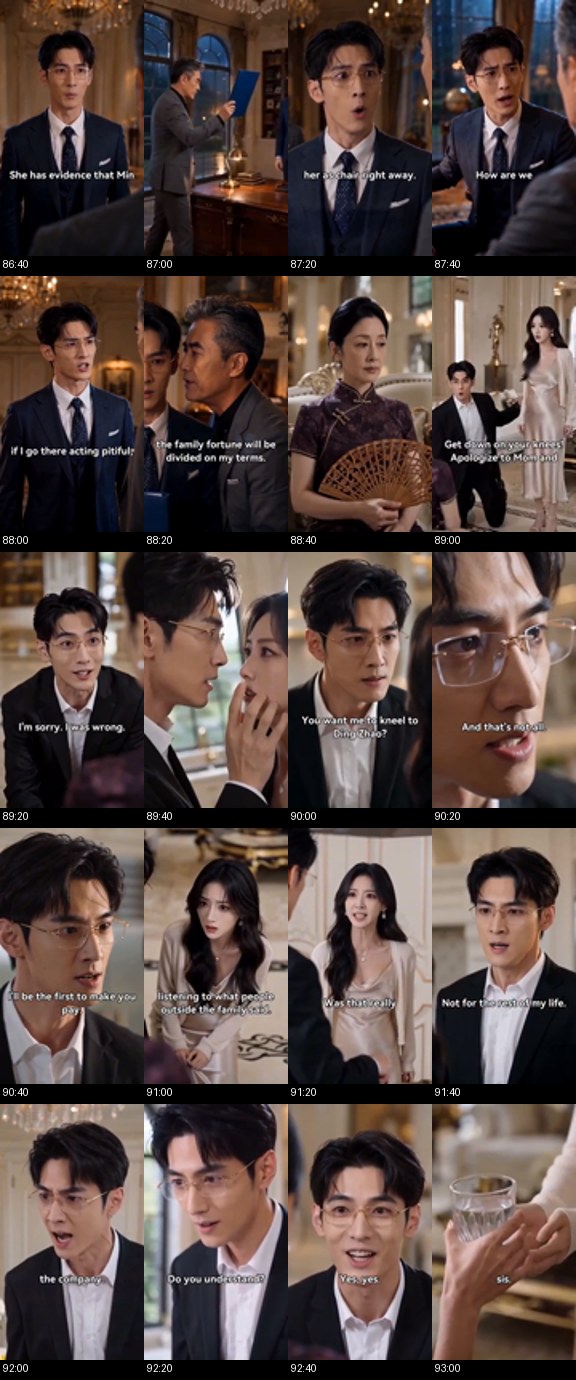 She has evidence that Min
her as chair right away.
How are we
86:40
87:00
87:20
87:40
if I go there acting pitiful,
the family fortune will be
divided on my terms.
Get down on your knees!
Apologize to Mom and
88:00
88:20
88:40
89:00
I'm sorry. I was wrong.
You want me to kneel to
Ding Zhao?
And that's not all.
89:20
89:40
90:00
90:20
I'll be the first to make you
pay.
listening to what people
outside the family said.
Was that really
Not for the rest of my life.
90:40
91:00
91:20
91:40
the company.
Do you understand?
Yes, yes.
sis.
92:00
92:20
92:40
93:00